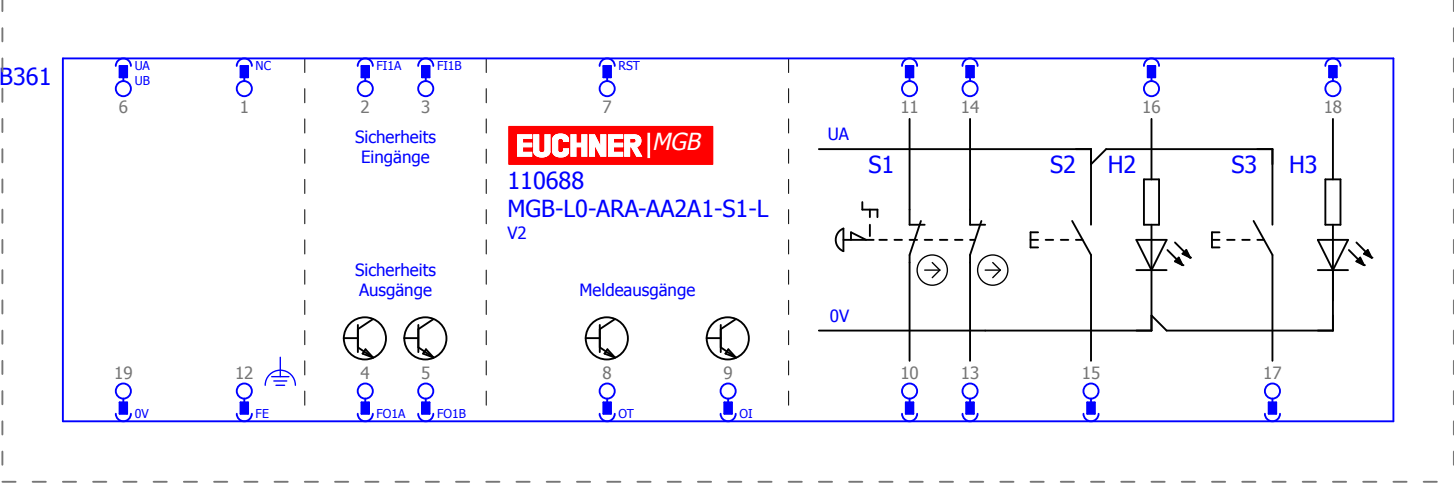 B361
UA
UB
NC
FI1A
FI1B
RST
6
1
2
3
7
11
14
16
18
Sicherheits
Eingänge
EUCHNER|MGB
110688
MGB-L0-ARA-AA2A1-S1-L
V2
UA
S1
S2
H2
S3
H3
Sicherheits
Ausgänge
Meldeausgänge
0V
19
12
4
5
8
9
10
13
15
17
0V
FE
FO1A
FO1B
OT
OI